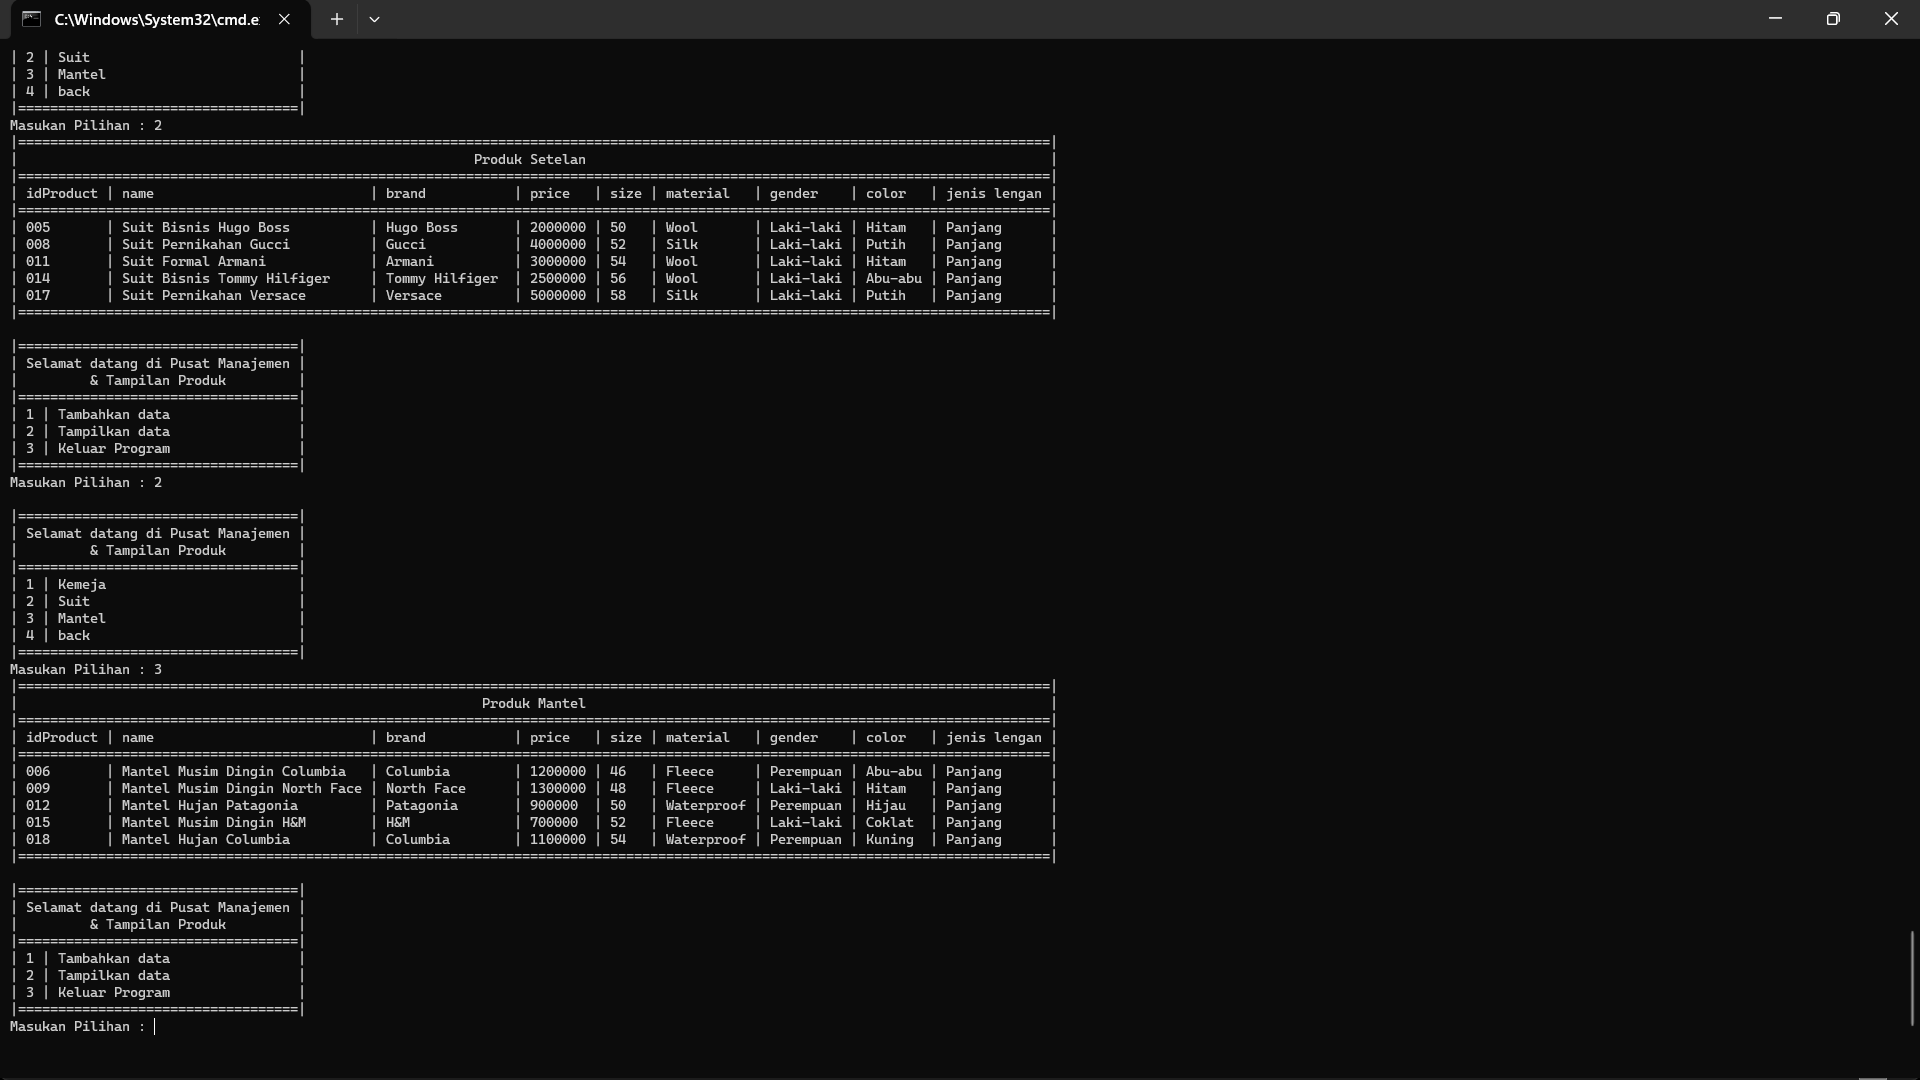 C:\Windows\System32\cmd.e
| 2 | Suit                          |
| 3 | Mantel                        |
| 4 | back                          |
|===================================|
Masukan Pilihan : 2
|=================================================================================================================================|
|                                                         Produk Setelan                                                          |
|=================================================================================================================================|
| idProduct | name                           | brand           | price   | size | material   | gender    | color   | jenis lengan |
|=================================================================================================================================|
| 005       | Suit Bisnis Hugo Boss          | Hugo Boss       | 2000000 | 50   | Wool       | Laki-laki | Hitam   | Panjang      |
| 008       | Suit Pernikahan Gucci          | Gucci           | 4000000 | 52   | Silk       | Laki-laki | Putih   | Panjang      |
| 011       | Suit Formal Armani             | Armani          | 3000000 | 54   | Wool       | Laki-laki | Hitam   | Panjang      |
| 014       | Suit Bisnis Tommy Hilfiger     | Tommy Hilfiger  | 2500000 | 56   | Wool       | Laki-laki | Abu-abu | Panjang      |
| 017       | Suit Pernikahan Versace        | Versace         | 5000000 | 58   | Silk       | Laki-laki | Putih   | Panjang      |
|=================================================================================================================================|
|===================================|
| Selamat datang di Pusat Manajemen |
|         & Tampilan Produk         |
|===================================|
| 1 | Tambahkan data                |
| 2 | Tampilkan data                |
| 3 | Keluar Program                |
|===================================|
Masukan Pilihan : 2
|===================================|
| Selamat datang di Pusat Manajemen |
|         & Tampilan Produk         |
|===================================|
| 1 | Kemeja                        |
| 2 | Suit                          |
| 3 | Mantel                        |
| 4 | back                          |
|===================================|
Masukan Pilihan : 3
|=================================================================================================================================|
|                                                          Produk Mantel                                                          |
|=================================================================================================================================|
| idProduct | name                           | brand           | price   | size | material   | gender    | color   | jenis lengan |
|=================================================================================================================================|
| 006       | Mantel Musim Dingin Columbia   | Columbia        | 1200000 | 46   | Fleece     | Perempuan | Abu-abu | Panjang      |
| 009       | Mantel Musim Dingin North Face | North Face      | 1300000 | 48   | Fleece     | Laki-laki | Hitam   | Panjang      |
| 012       | Mantel Hujan Patagonia         | Patagonia       | 900000  | 50   | Waterproof | Perempuan | Hijau   | Panjang      |
| 015       | Mantel Musim Dingin H&M        | H&M             | 700000  | 52   | Fleece     | Laki-laki | Coklat  | Panjang      |
| 018       | Mantel Hujan Columbia          | Columbia        | 1100000 | 54   | Waterproof | Perempuan | Kuning  | Panjang      |
|=================================================================================================================================|
|===================================|
| Selamat datang di Pusat Manajemen |
|         & Tampilan Produk         |
|===================================|
| 1 | Tambahkan data                |
| 2 | Tampilkan data                |
| 3 | Keluar Program                |
|===================================|
Masukan Pilihan :